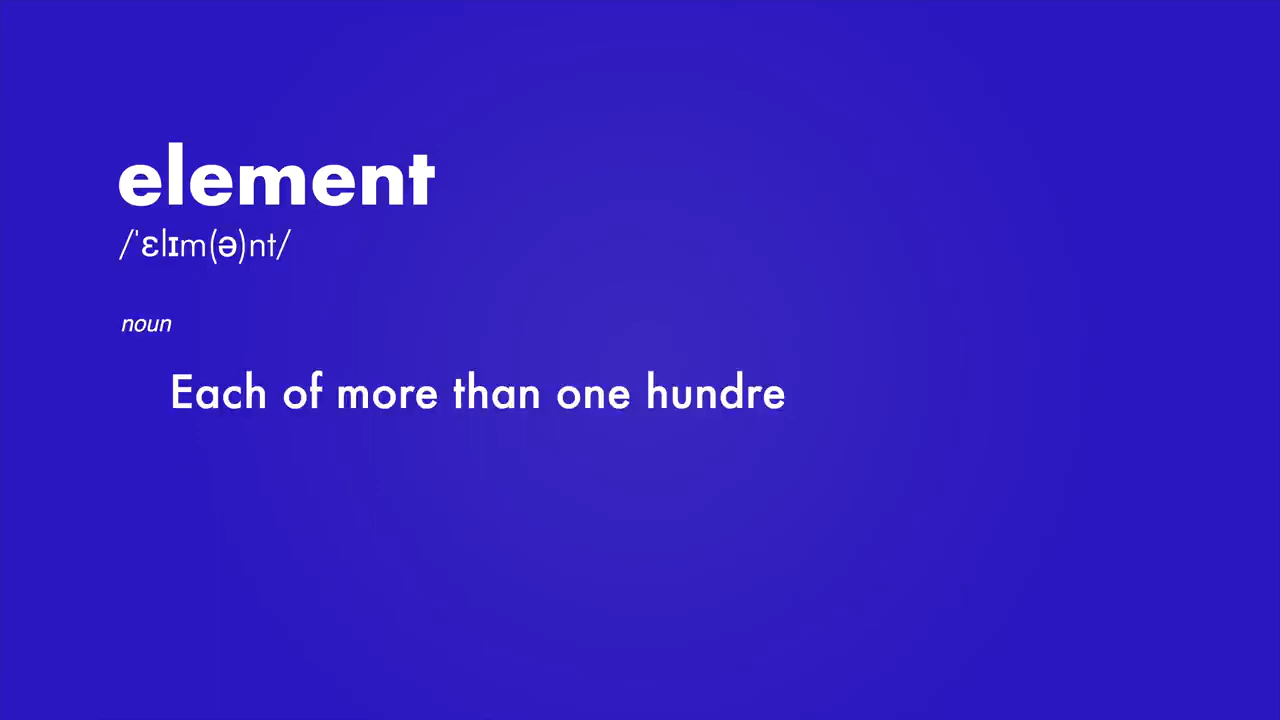 element
/ˈɛlɪm(ə)nt/
noun
Each of more than one hundre